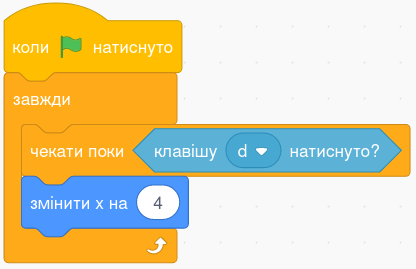 коли натиснуто
завжди
чекати поки клавішу d натиснуто?
змінити x на 4